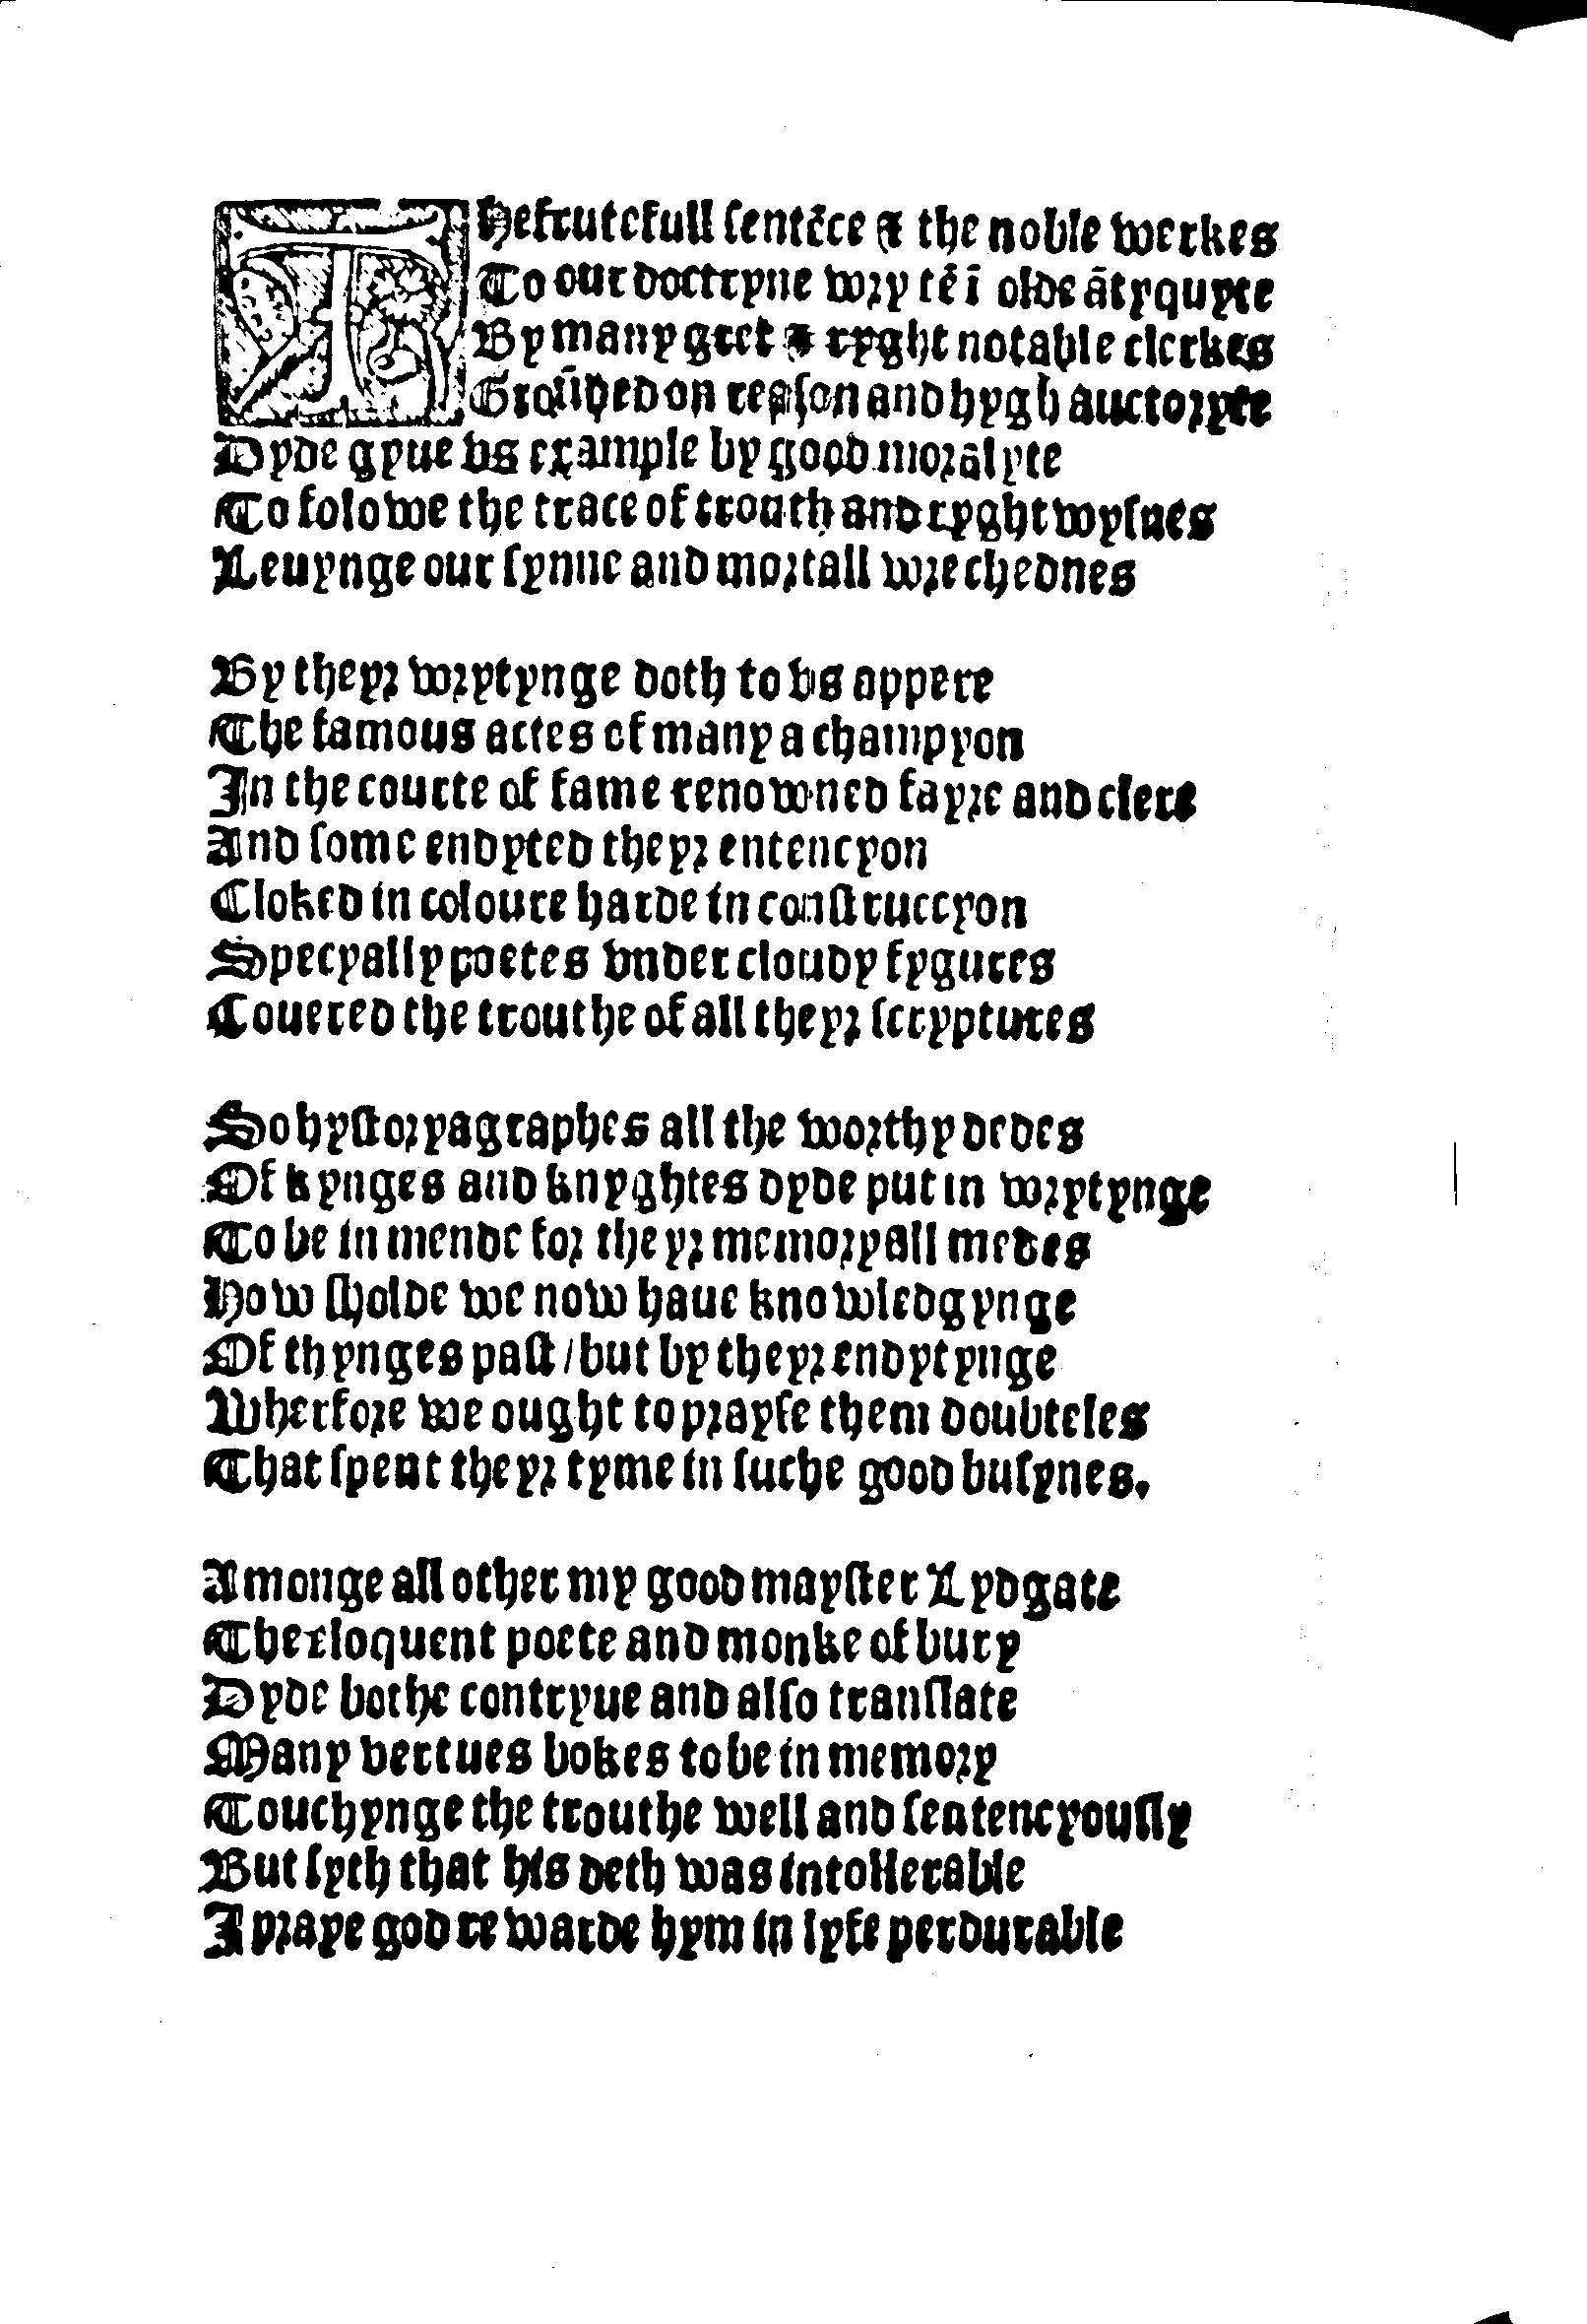 THe frutefull sentēce & the noble werkes
To our doctryne wrytē ī olde ātyquyte
By many gret & ryght notable clerkes
Groūded on reason and hygh auctoryte
Dyde gyue vs example by good moralyte
To folowe the trace of trouth and ryghtwysnes
Leuynge our synne and mortall wrechednes

By theyr wrytynge doth to vs appere
The famous actes of many a champyon
In the courte of fame renowned fayre and clere
And some endyted theyr entencyon
Cloked in coloure harde in construccyon
Specyally poetes vnder cloudy fygures
Couered the trouthe of all theyr scryptures

So hystoryagraphes all the worthy dedes
Of kynges and knyghtes dyde put in wrytynge
To be in mende for theyr memoryall medes
How sholde we now haue knowledgynge
Of thynges past / but by theyr endytynge
Wherfore we ought to prayse them doubteles
That spent theyr tyme in suche good busynes.

Amonge all other my good mayster Lydgate
The eloquent poete and monke of bury
Dyde bothe contryue and also translate
Many vertues bokes to be in memory
Touchynge the trouthe well and sentencyously
But syth that his deth was intollerable
I praye god rewarde hym in lyfe perdurable